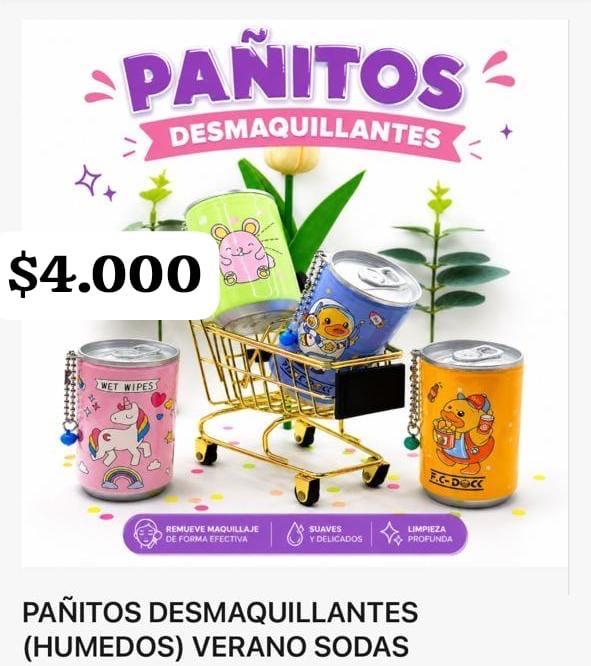 PAÑITOS
DESMAQUILLANTES
$4.000
WET WIPES
F.C-DOCC
REMUEVE MAQUILLAJE
DE FORMA EFECTIVA
SUAVES
Y DELICADOS
LIMPIEZA
PROFUNDA
PAÑITOS DESMAQUILLANTES
(HUMEDOS) VERANO SODAS